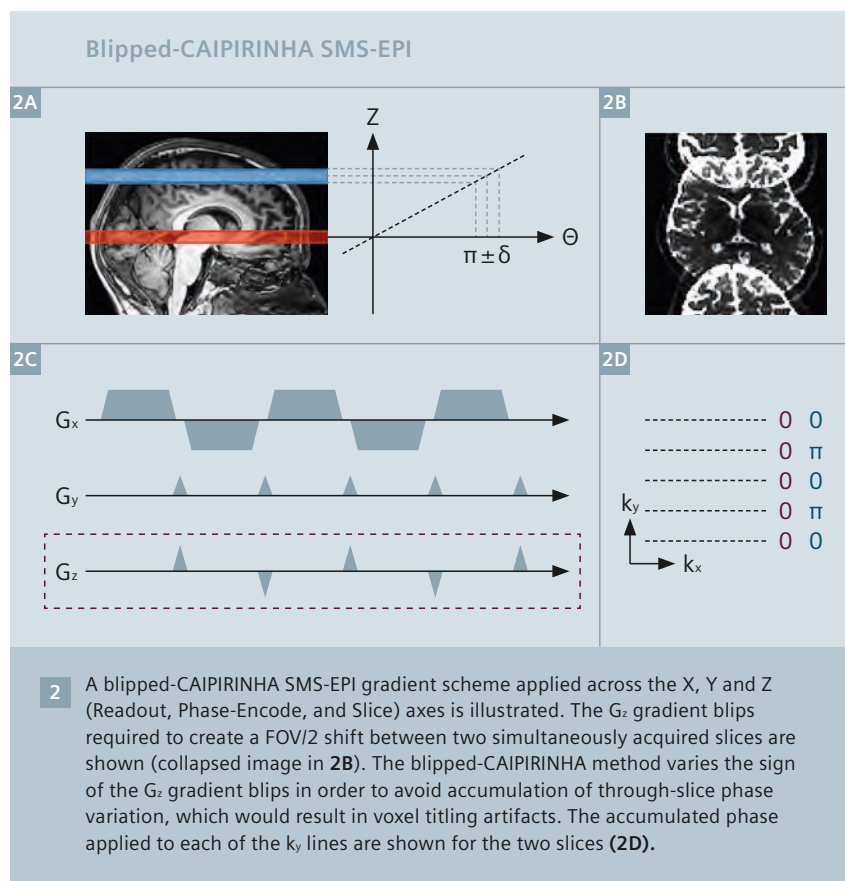 Blipped-CAIPIRINHA SMS-EPI
2A
Z
Θ
π ± δ
2B
2C
Gx
Gy
Gz
2D
0 0
0 π
0 0
0 π
0 0
ky
kx
2
A blipped-CAIPIRINHA SMS-EPI gradient scheme applied across the X, Y and Z
(Readout, Phase-Encode, and Slice) axes is illustrated. The Gz gradient blips
required to create a FOV/2 shift between two simultaneously acquired slices are
shown (collapsed image in 2B). The blipped-CAIPIRINHA method varies the sign
of the Gz gradient blips in order to avoid accumulation of through-slice phase
variation, which would result in voxel titling artifacts. The accumulated phase
applied to each of the ky lines are shown for the two slices (2D).